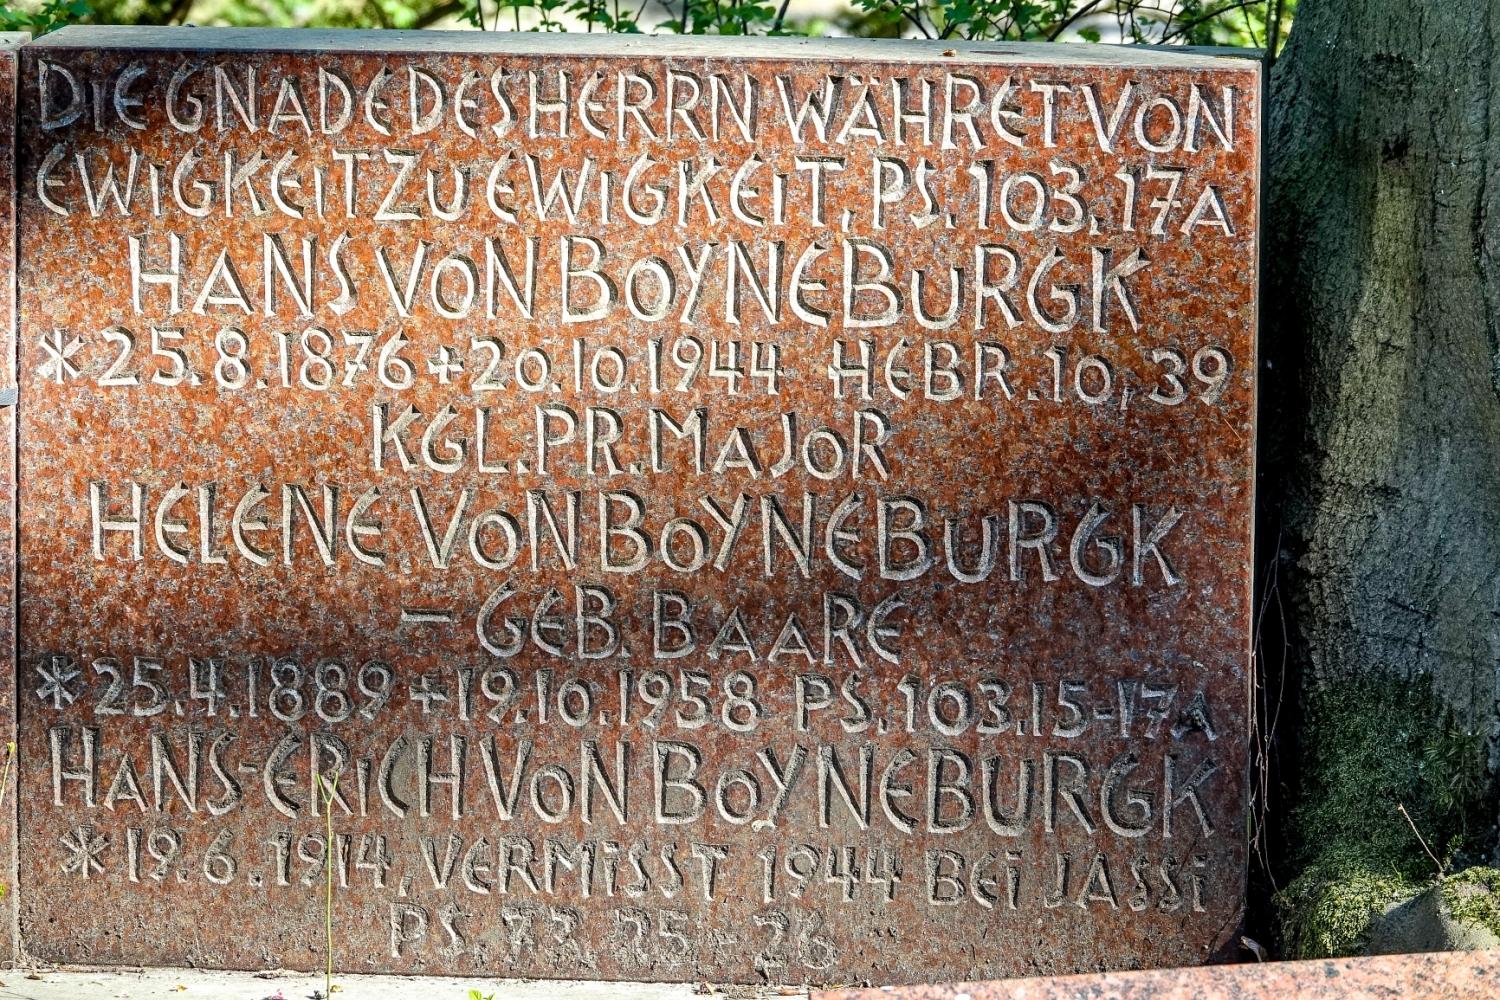 DIE GNADE DES HERRN WÄHRET VON
EWIGKEIT ZU EWIGKEIT, PS. 103, 17A
HANS VON BOYNEBURGK
* 25.8.1876 + 20.10.1944 HEBR. 10, 39
KGL. PR. MAJOR
HELENE VON BOYNEBURGK
— GEB. BAARE
* 25.4.1889 + 19.10.1958 PS. 103.15-17A
HANS-ERICH VON BOYNEBURGK
* 19.6.1914, VERMISST 1944 BEI JASSI
PS. 73 25-26